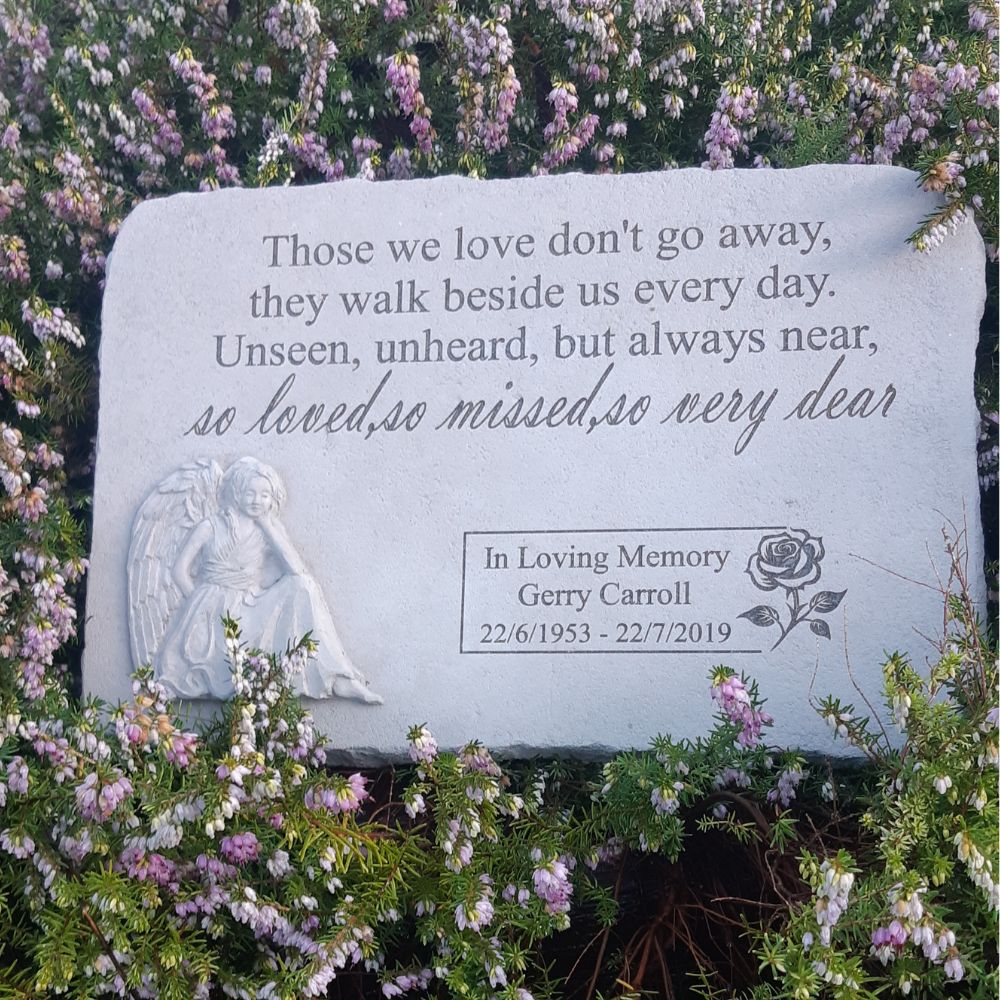 Those we love don't go away,
they walk beside us every day.
Unseen, unheard, but always near,
so loved,so missed,so very dear
In Loving Memory
Gerry Carroll
22/6/1953 - 22/7/2019